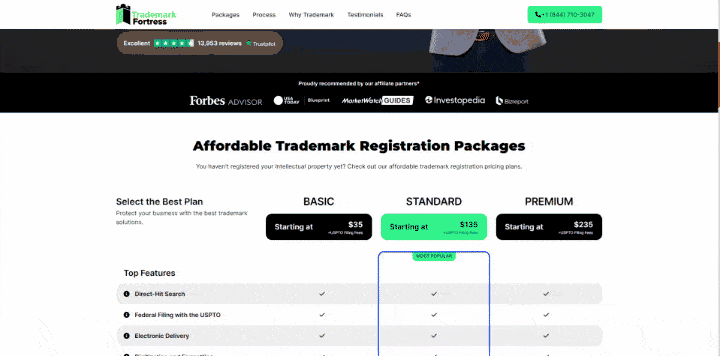 Trademark
Fortress
Packages Process Why Trademark Testimonials FAQs
+1 (844) 710-3047
Excellent 13,953 reviews Trustpilot
Proudly recommended by our affiliate partners*
Forbes ADVISOR USA TODAY Blueprint MarketWatch GUIDES Investopedia Bizreport
Affordable Trademark Registration Packages
You haven't registered your intellectual property yet? Check out our affordable trademark registration pricing plans.
Select the Best Plan
Protect your business with the best trademark
solutions.
BASIC STANDARD PREMIUM
Starting at $35 Starting at $135 Starting at $235
+USPTO Filing Fees +USPTO Filing Fees +USPTO Filing Fees
MOST POPULAR
Top Features
Direct-Hit Search
Federal Filing with the USPTO
Electronic Delivery